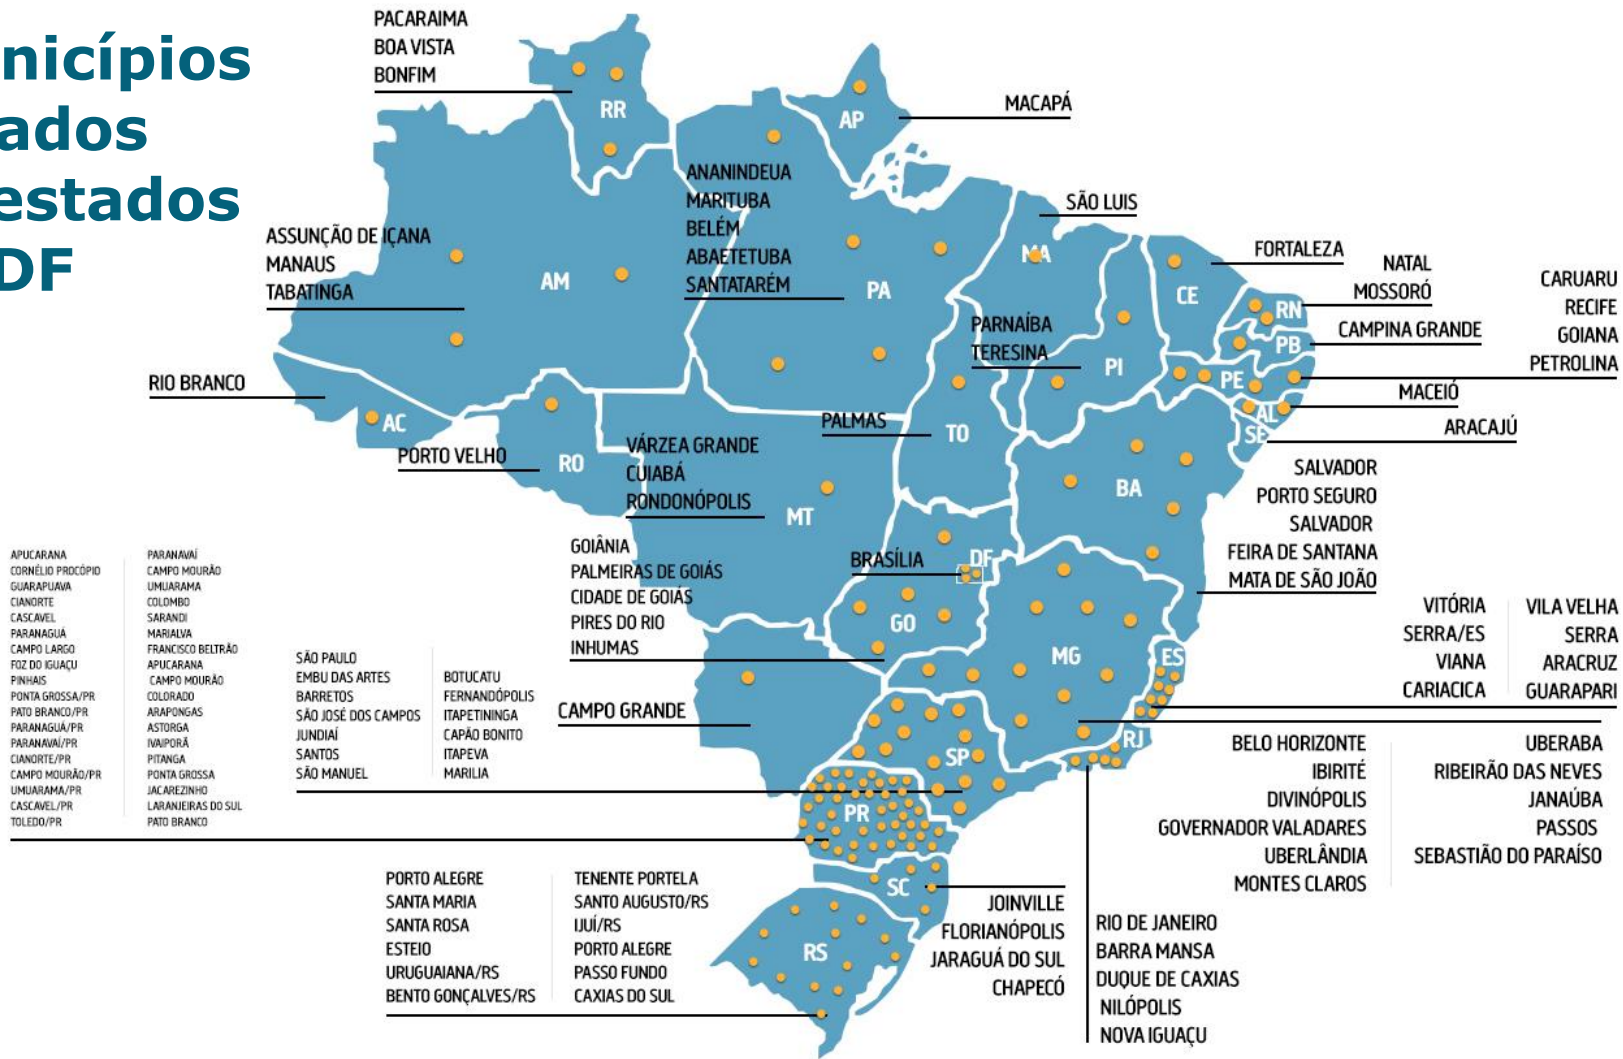 nicípios
ados
estados
DF
PACARAIMA
BOA VISTA
BONFIM
RR
AP
MACAPÁ
ANANINDEUA
MARITUBA
BELÉM
ABAETETUBA
SANTATARÉM
PA
SÃO LUIS
MA
ASSUNÇÃO DE IÇANA
MANAUS
TABATINGA
AM
FORTALEZA
CE
NATAL
MOSSORÓ
RN
CARUARU
RECIFE
GOIANA
PETROLINA
CAMPINA GRANDE
PB
PARNAÍBA
TERESINA
PI
PE
MACEIÓ
AL
ARACAJÚ
SE
RIO BRANCO
AC
PORTO VELHO
RO
PALMAS
TO
VÁRZEA GRANDE
CUIABÁ
RONDONÓPOLIS
MT
BA
SALVADOR
PORTO SEGURO
SALVADOR
FEIRA DE SANTANA
MATA DE SÃO JOÃO
GOIÂNIA
PALMEIRAS DE GOIÁS
CIDADE DE GOIÁS
PIRES DO RIO
INHUMAS
GO
BRASÍLIA
DF
MG
ES
VITÓRIA
SERRA/ES
VIANA
CARIACICA
VILA VELHA
SERRA
ARACRUZ
GUARAPARI
APUCARANA
CORNÉLIO PROCÓPIO
GUARAPUAVA
CIANORTE
CASCAVEL
PARANAGUÁ
CAMPO LARGO
FOZ DO IGUAÇU
PINHAIS
PONTA GROSSA/PR
PATO BRANCO/PR
PARANAGUÁ/PR
PARANAVAÍ/PR
CIANORTE/PR
CAMPO MOURÃO/PR
UMUARAMA/PR
CASCAVEL/PR
TOLEDO/PR
PARANAVAÍ
CAMPO MOURÃO
UMUARAMA
COLOMBO
SARANDI
MARIALVA
FRANCISCO BELTRÃO
APUCARANA
CAMPO MOURÃO
COLORADO
ARAPONGAS
ASTORGA
IVAIPORÃ
PITANGA
PONTA GROSSA
JACAREZINHO
LARANJEIRAS DO SUL
PATO BRANCO
SÃO PAULO
EMBU DAS ARTES
BARRETOS
SÃO JOSÉ DOS CAMPOS
JUNDIAÍ
SANTOS
SÃO MANUEL
BOTUCATU
FERNANDÓPOLIS
ITAPETININGA
CAPÃO BONITO
ITAPEVA
MARILIA
CAMPO GRANDE
SP
RJ
PR
BELO HORIZONTE
IBIRITÉ
DIVINÓPOLIS
GOVERNADOR VALADARES
UBERLÂNDIA
MONTES CLAROS
UBERABA
RIBEIRÃO DAS NEVES
JANAÚBA
PASSOS
SEBASTIÃO DO PARAÍSO
PORTO ALEGRE
SANTA MARIA
SANTA ROSA
ESTEIO
URUGUAIANA/RS
BENTO GONÇALVES/RS
TENENTE PORTELA
SANTO AUGUSTO/RS
IJUÍ/RS
PORTO ALEGRE
PASSO FUNDO
CAXIAS DO SUL
SC
RS
JOINVILLE
FLORIANÓPOLIS
JARAGUÁ DO SUL
CHAPECÓ
RIO DE JANEIRO
BARRA MANSA
DUQUE DE CAXIAS
NILÓPOLIS
NOVA IGUAÇU